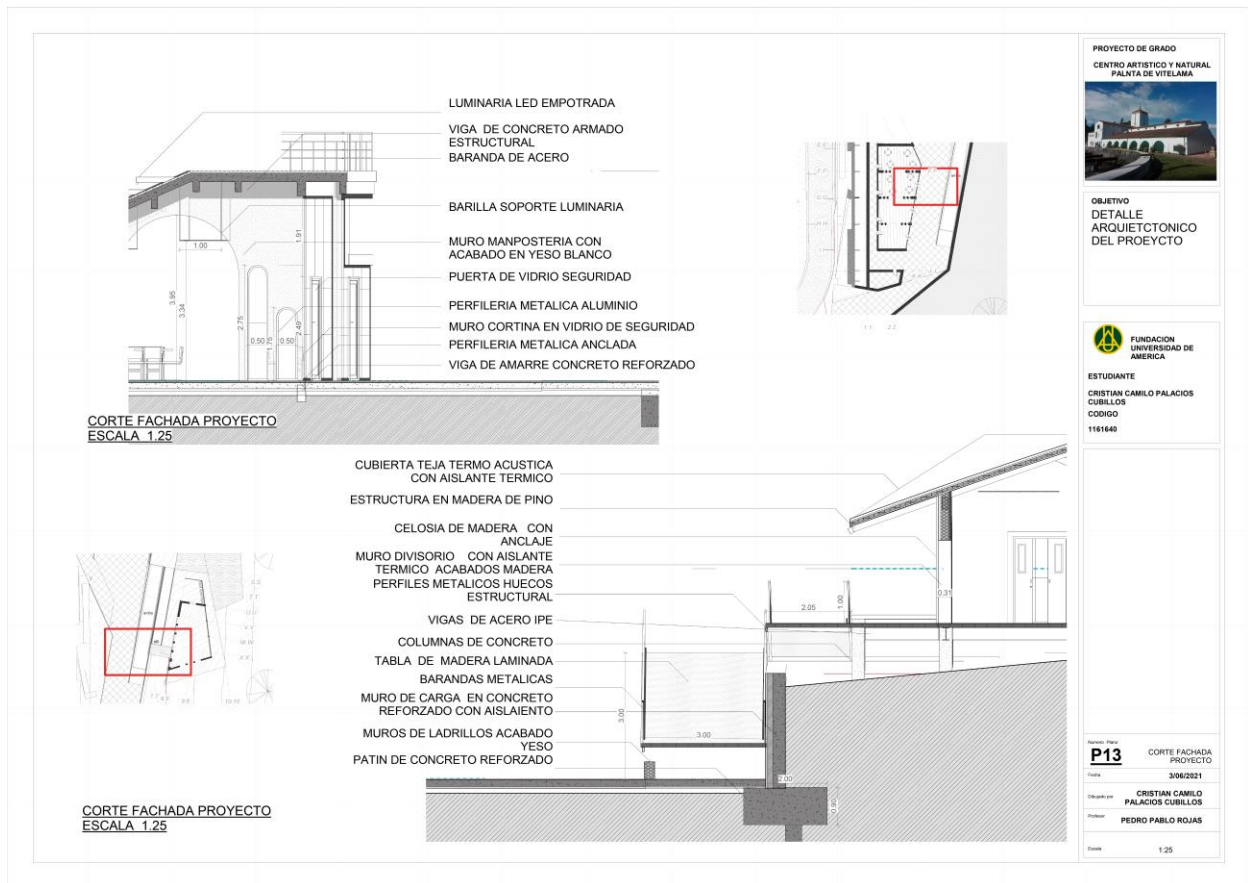 LUMINARIA LED EMPOTRADA
VIGA DE CONCRETO ARMADO
ESTRUCTURAL
BARANDA DE ACERO
BARILLA SOPORTE LUMINARIA
MURO MANPOSTERIA CON
ACABADO EN YESO BLANCO
PUERTA DE VIDRIO SEGURIDAD
PERFILERIA METALICA ALUMINIO
MURO CORTINA EN VIDRIO DE SEGURIDAD
PERFILERIA METALICA ANCLADA
VIGA DE AMARRE CONCRETO REFORZADO
1.00
1.91
3.95
3.34
2.75
0.50
1.75
0.50
2.49
CORTE FACHADA PROYECTO
ESCALA 1.25
CUBIERTA TEJA TERMO ACUSTICA
CON AISLANTE TERMICO
ESTRUCTURA EN MADERA DE PINO
CELOSIA DE MADERA CON
ANCLAJE
MURO DIVISORIO CON AISLANTE
TERMICO ACABADOS MADERA
PERFILES METALICOS HUECOS
ESTRUCTURAL
VIGAS DE ACERO IPE
COLUMNAS DE CONCRETO
TABLA DE MADERA LAMINADA
BARANDAS METALICAS
MURO DE CARGA EN CONCRETO
REFORZADO CON AISLAIENTO
MUROS DE LADRILLOS ACABADO
YESO
PATIN DE CONCRETO REFORZADO
2.05
1.00
0.31
3.00
3.00
2.00
0.90
CORTE FACHADA PROYECTO
ESCALA 1.25
PROYECTO DE GRADO
CENTRO ARTISTICO Y NATURAL
PALNTA DE VITELAMA
OBJETIVO
DETALLE
ARQUIETCTONICO
DEL PROEYCTO
FUNDACION
UNIVERSIDAD DE
AMERICA
ESTUDIANTE
CRISTIAN CAMILO PALACIOS
CUBILLOS
CODIGO
1161640
Numero Plano
P13
CORTE FACHADA
PROYECTO
Fecha
3/06/2021
Dibujado por
CRISTIAN CAMILO
PALACIOS CUBILLOS
Profesor
PEDRO PABLO ROJAS
Escala
1:25